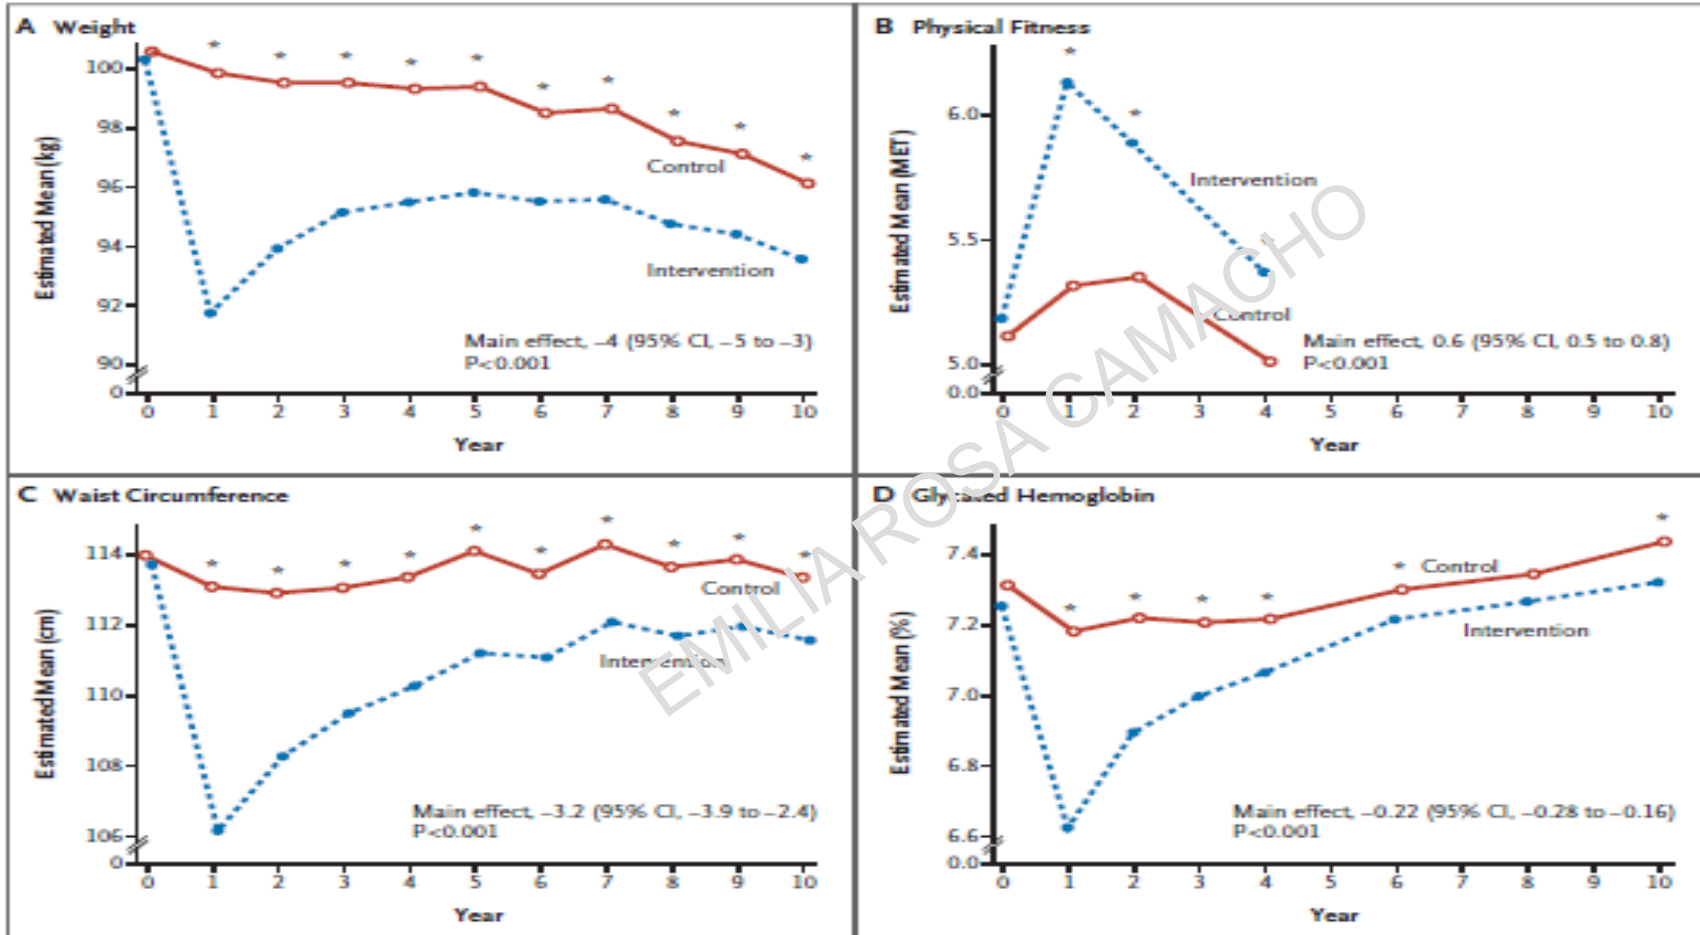 A Weight
*
*
*
*
*
*
*
*
*
*
100
98
96
94
92
90
0
Estimated Mean (kg)
Control
Intervention
Main effect, –4 (95% CI, –5 to –3)
P<0.001
0 1 2 3 4 5 6 7 8 9 10
Year
B Physical Fitness
*
*
6.0
5.5
5.0
0.0
Estimated Mean (MET)
Intervention
Control
Main effect, 0.6 (95% CI, 0.5 to 0.8)
P<0.001
0 1 2 3 4 5 6 7 8 9 10
Year
C Waist Circumference
*
*
*
*
*
*
*
*
*
*
114
112
110
108
106
0
Estimated Mean (cm)
Control
Intervention
Main effect, –3.2 (95% CI, –3.9 to –2.4)
P<0.001
0 1 2 3 4 5 6 7 8 9 10
Year
D Glycated Hemoglobin
*
*
*
*
*
*
7.4
7.2
7.0
6.8
6.6
0.0
Estimated Mean (%)
Control
Intervention
Main effect, –0.22 (95% CI, –0.28 to –0.16)
P<0.001
0 1 2 3 4 5 6 7 8 9 10
Year
EMILIA ROSA CAMACHO